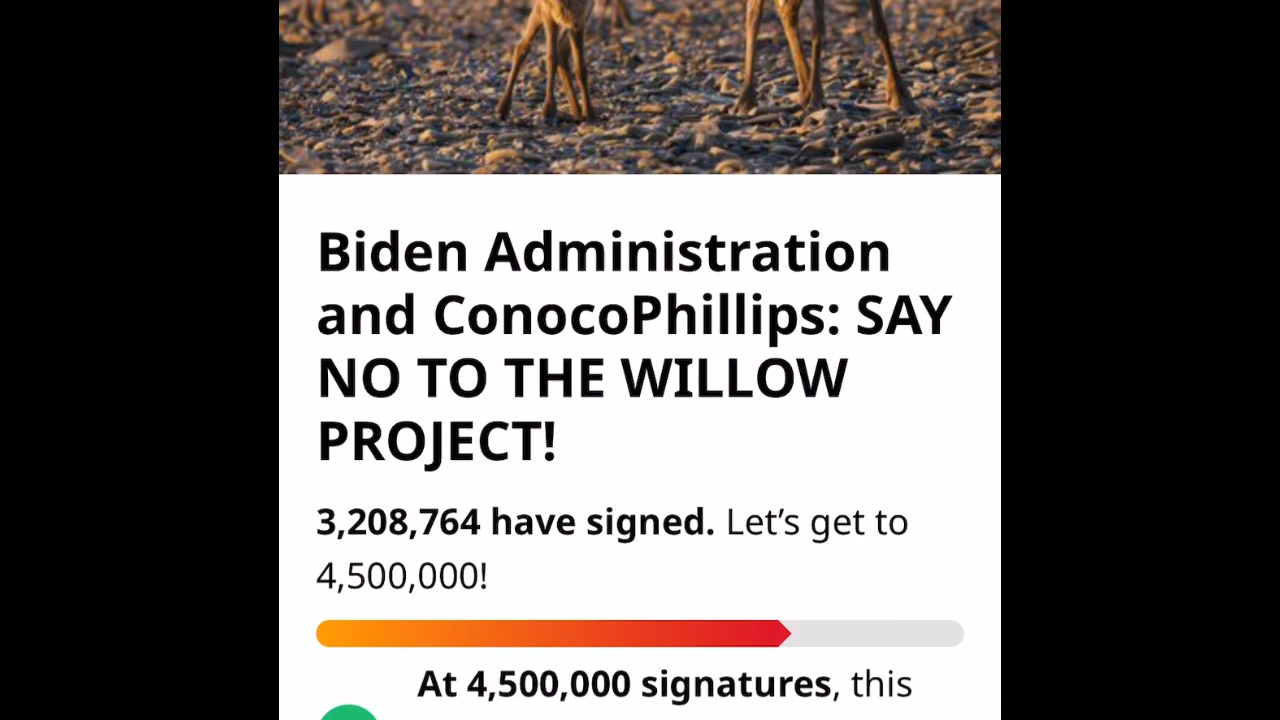 Biden Administration
and ConocoPhillips: SAY
NO TO THE WILLOW
PROJECT!
3,208,764 have signed. Let’s get to
4,500,000!
At 4,500,000 signatures, this